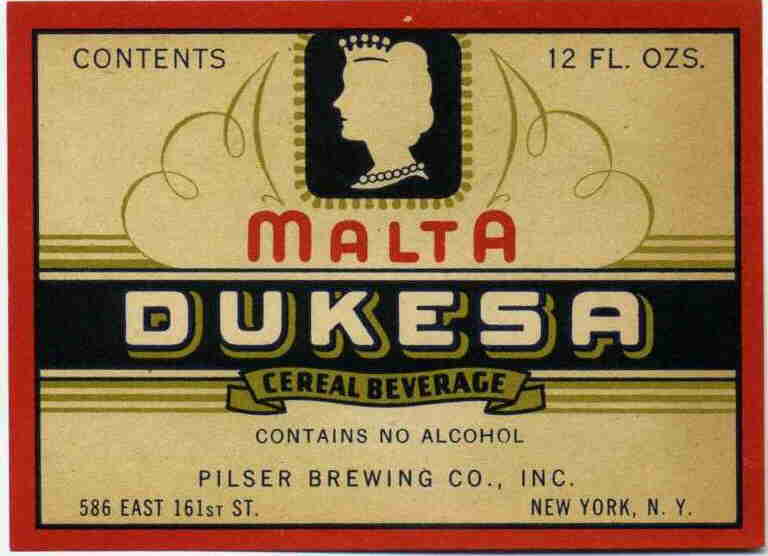 CONTENTS 12 FL. OZS.
MALTA
DUKESA
CEREAL BEVERAGE
CONTAINS NO ALCOHOL
PILSER BREWING CO., INC.
586 EAST 161ST ST. NEW YORK, N. Y.